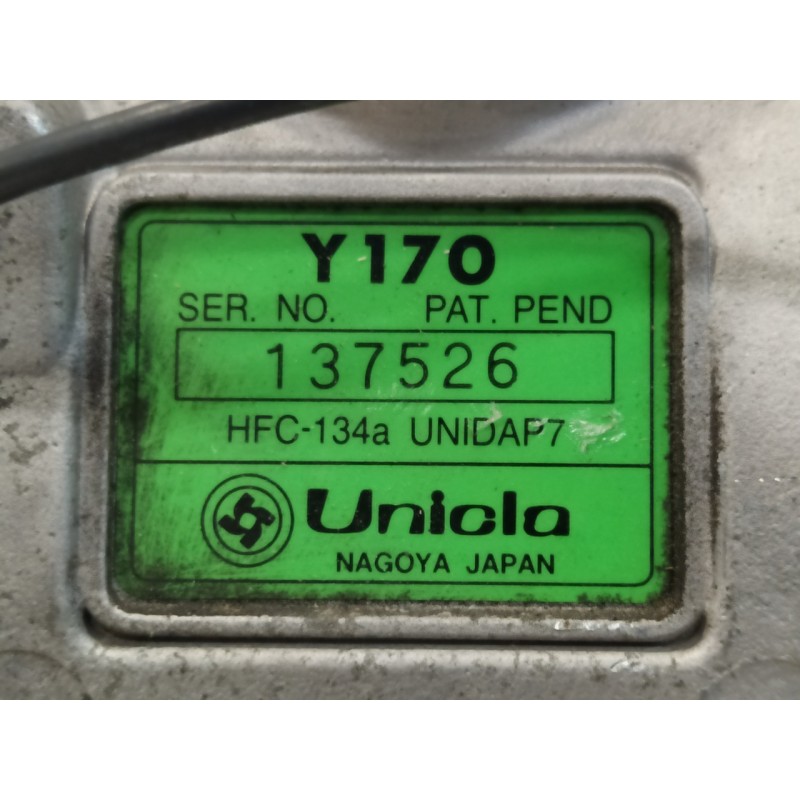 Y170
SER. NO. PAT. PEND
137526
HFC-134a UNIDAP7
Unicla
NAGOYA JAPAN